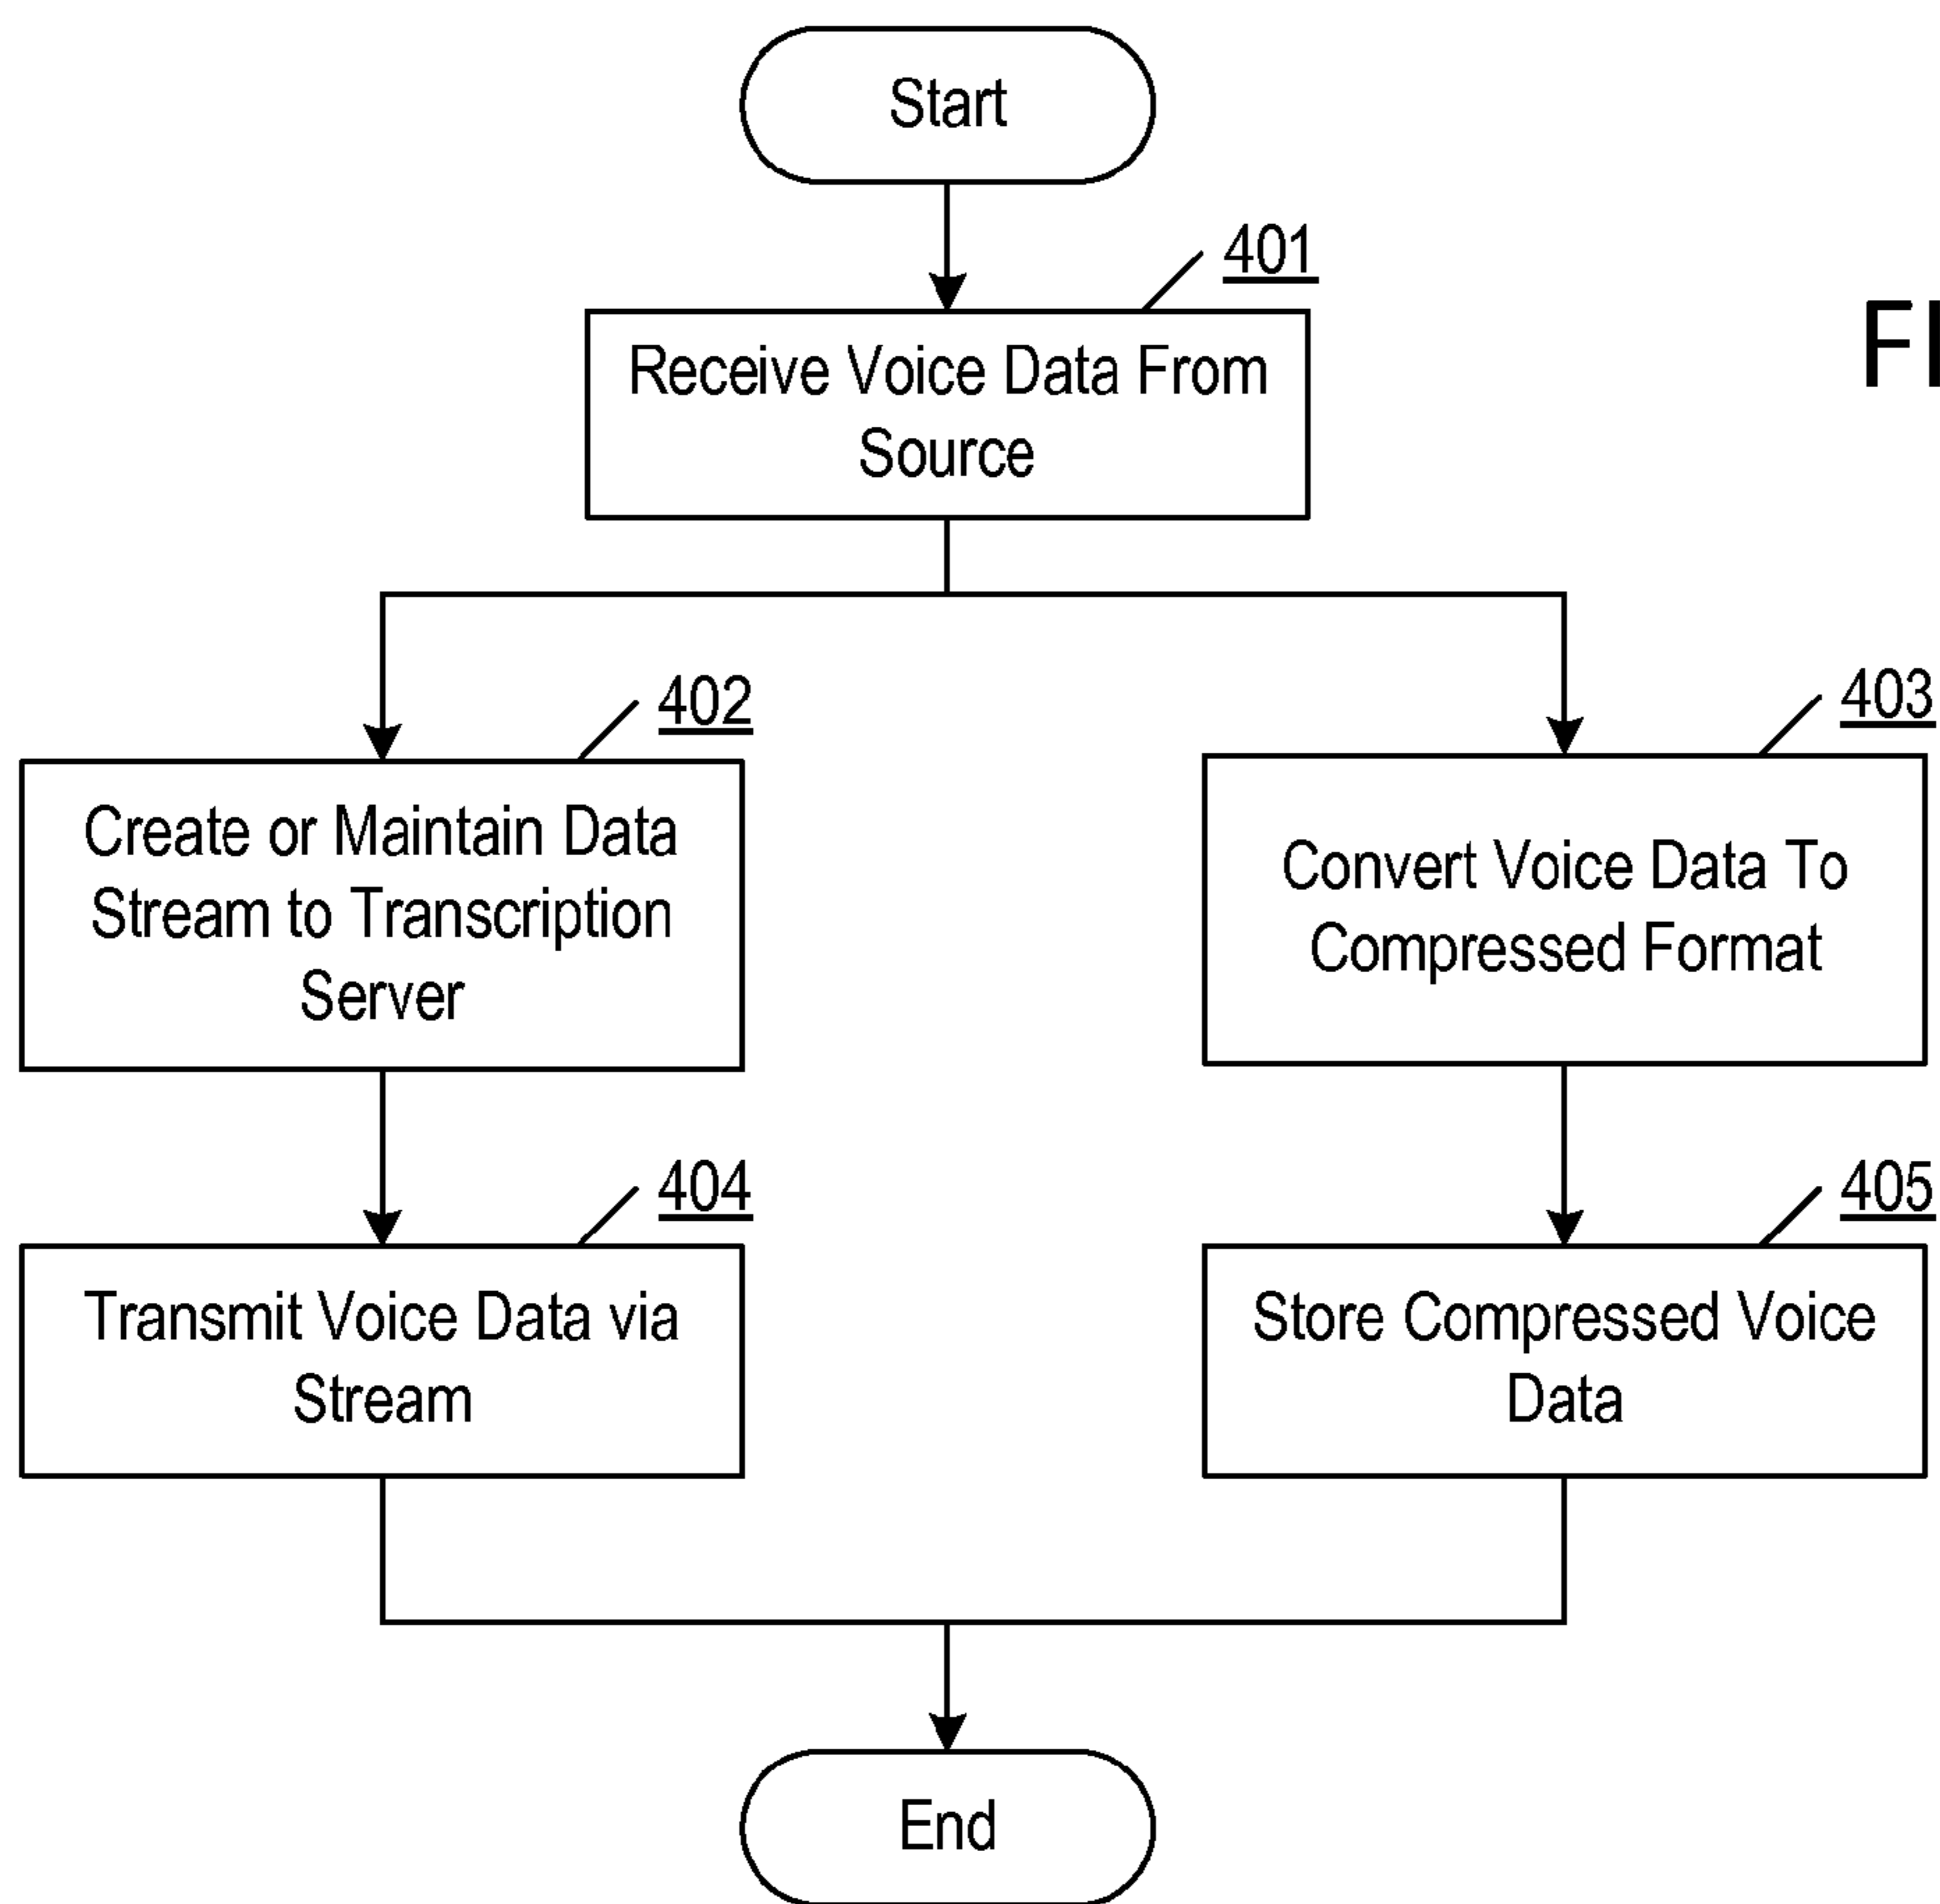 Start
401
Receive Voice Data From
Source
402
403
Create or Maintain Data
Stream to Transcription
Server
Convert Voice Data To
Compressed Format
404
405
Transmit Voice Data via
Stream
Store Compressed Voice
Data
End